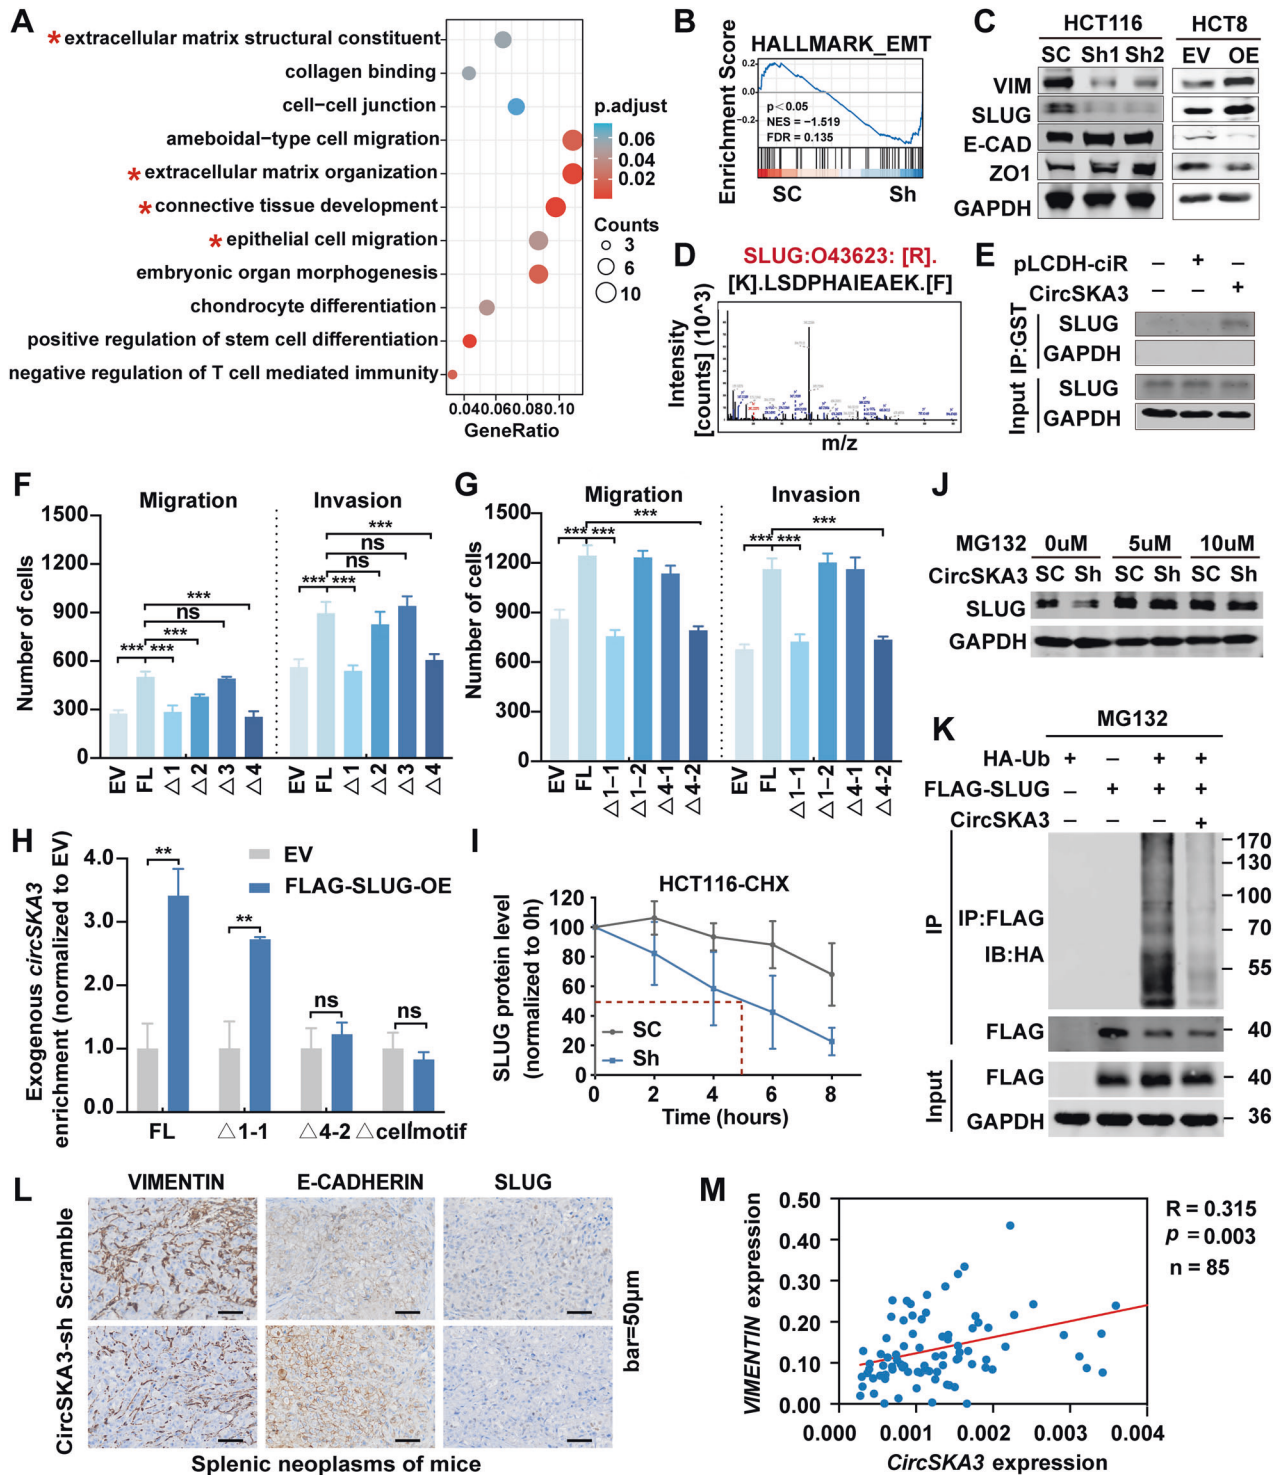 A
* extracellular matrix structural constituent
collagen binding
cell-cell junction
ameboidal-type cell migration
* extracellular matrix organization
* connective tissue development
* epithelial cell migration
embryonic organ morphogenesis
chondrocyte differentiation
positive regulation of stem cell differentiation
negative regulation of T cell mediated immunity
0.04 0.06 0.08 0.10
GeneRatio
p.adjust
0.06
0.04
0.02
Counts
3
6
10
B
HALLMARK_EMT
Enrichment Score
0.2
0.0
-0.2
p<0.05
NES = -1.519
FDR = 0.135
SC Sh
C
HCT116 HCT8
SC Sh1 Sh2 EV OE
VIM
SLUG
E-CAD
ZO1
GAPDH
D
SLUG:O43623: [R].
[K].LSDPHAIEAEK.[F]
Intensity
[counts] (10^3)
m/z
E
pLCDH-ciR – + –
CircSKA3 – – +
IP:GST
SLUG
GAPDH
Input
SLUG
GAPDH
F
Migration Invasion
Number of cells
1500
1200
900
600
300
0
*** *** *** ns ***
*** *** ns ns ***
EV FL △1 △2 △3 △4 EV FL △1 △2 △3 △4
G
Migration Invasion
Number of cells
1500
1200
900
600
300
0
*** *** ***
*** *** ***
EV FL △1-1 △1-2 △4-1 △4-2 EV FL △1-1 △1-2 △4-1 △4-2
J
MG132 0uM 5uM 10uM
CircSKA3 SC Sh SC Sh SC Sh
SLUG
GAPDH
H
Exogenous circSKA3
enrichment (normalized to EV)
4.0
3.0
2.0
1.0
0.0
EV
FLAG-SLUG-OE
** ** ns ns
FL △1-1 △4-2 △cellmotif
I
HCT116-CHX
SLUG protein level
(normalized to 0h)
120
100
80
60
40
20
0
SC
Sh
0 2 4 6 8
Time (hours)
K
MG132
HA-Ub + – + +
FLAG-SLUG – + + +
CircSKA3 – – – +
IP
IP:FLAG
IB:HA
170
130
100
70
55
FLAG 40
Input
FLAG 40
GAPDH 36
L
VIMENTIN E-CADHERIN SLUG
Scramble
CircSKA3-sh
bar=50μm
Splenic neoplasms of mice
M
VIMENTIN expression
0.50
0.40
0.30
0.20
0.10
0.00
0.000 0.001 0.002 0.003 0.004
CircSKA3 expression
R = 0.315
p = 0.003
n = 85